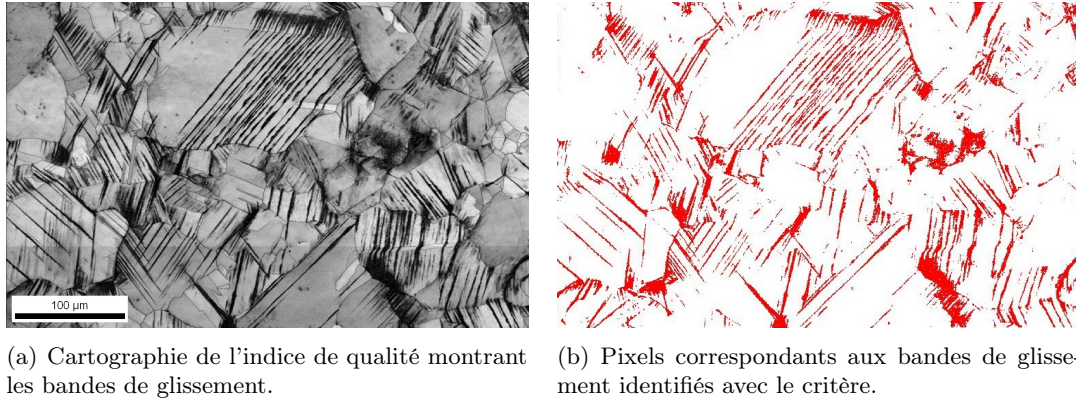 100 µm
(a) Cartographie de l'indice de qualité montrant
les bandes de glissement.
(b) Pixels correspondants aux bandes de glisse-
ment identifiés avec le critère.